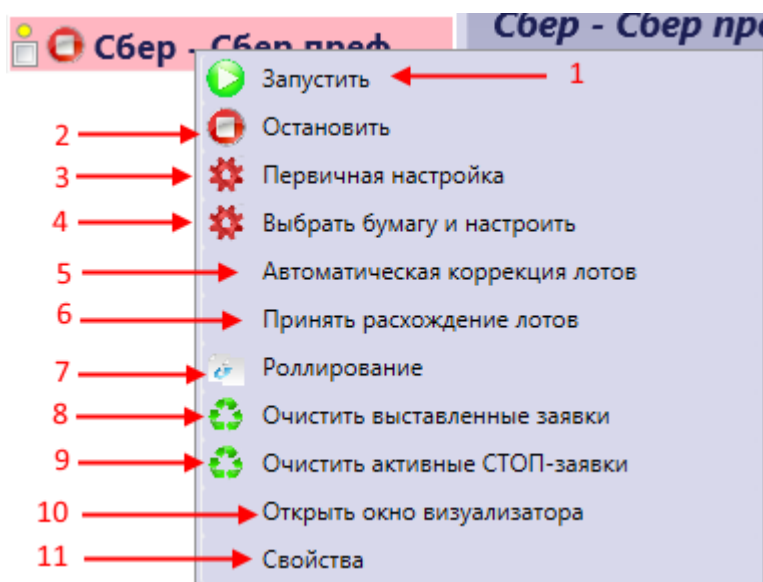 Сбер - Сбер преф
Сбер - Сбер пре
Запустить 1
2 Остановить
3 Первичная настройка
4 Выбрать бумагу и настроить
5 Автоматическая коррекция лотов
6 Принять расхождение лотов
7 Роллирование
8 Очистить выставленные заявки
9 Очистить активные СТОП-заявки
10 Открыть окно визуализатора
11 Свойства